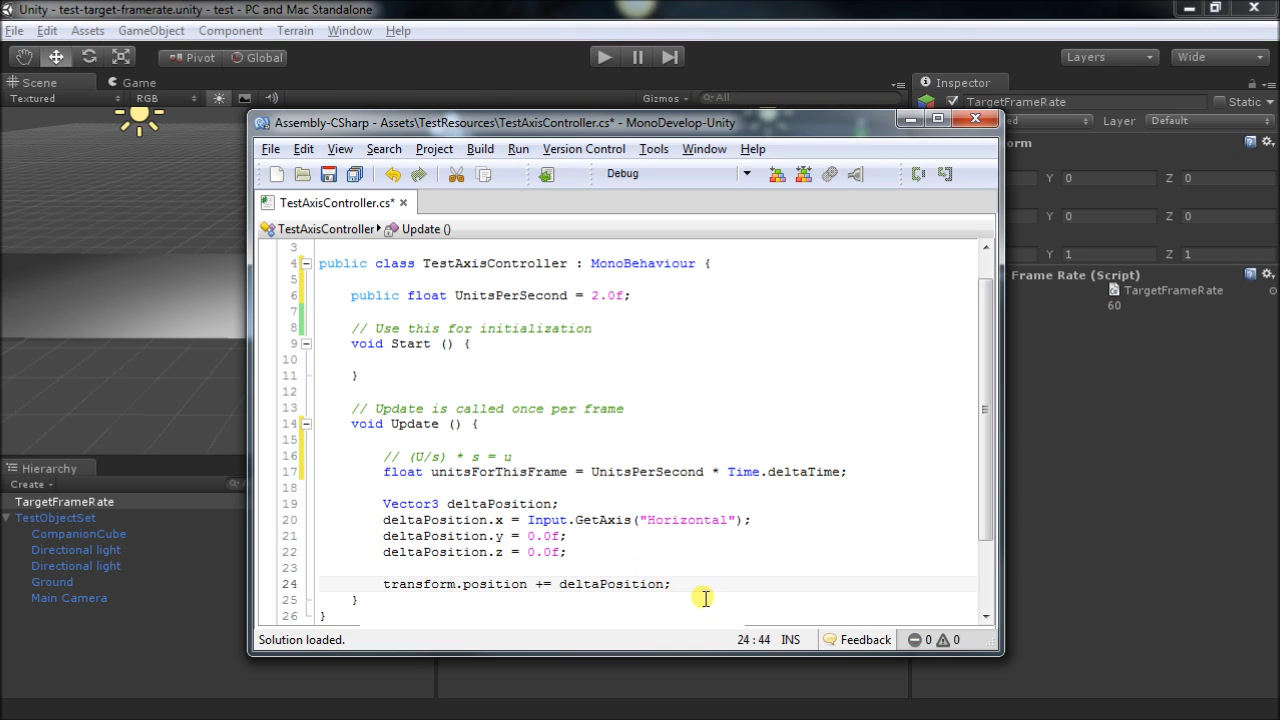 Unity - test-target-framerate.unity - test - PC and Mac Standalone
File Edit Assets GameObject Component Terrain Window Help
Pivot Global Layers Wide
Scene Game Inspector
Textured RGB Gizmos All TargetFrameRate Static
Assembly-CSharp - Assets\TestResources\TestAxisController.cs* - MonoDevelop-Unity
ed Layer Default
File Edit View Search Project Build Run Version Control Tools Window Help
orm
Debug
Y 0 Z 0
TestAxisController.cs*
Y 0 Z 0
TestAxisController Update ()
3
Y 1 Z 1
4 public class TestAxisController : MonoBehaviour {
Frame Rate (Script)
5
TargetFrameRate
6 public float UnitsPerSecond = 2.0f;
60
7
8 // Use this for initialization
9 void Start () {
10
11 }
12
13 // Update is called once per frame
14 void Update () {
15
16 // (U/s) * s = u
17 float unitsForThisFrame = UnitsPerSecond * Time.deltaTime;
18
19 Vector3 deltaPosition;
20 deltaPosition.x = Input.GetAxis("Horizontal");
21 deltaPosition.y = 0.0f;
22 deltaPosition.z = 0.0f;
23
24 transform.position += deltaPosition;
25 }
26 }
Solution loaded. 24 : 44 INS Feedback 0 0
Hierarchy
Create
TargetFrameRate
TestObjectSet
CompanionCube
Directional light
Directional light
Ground
Main Camera